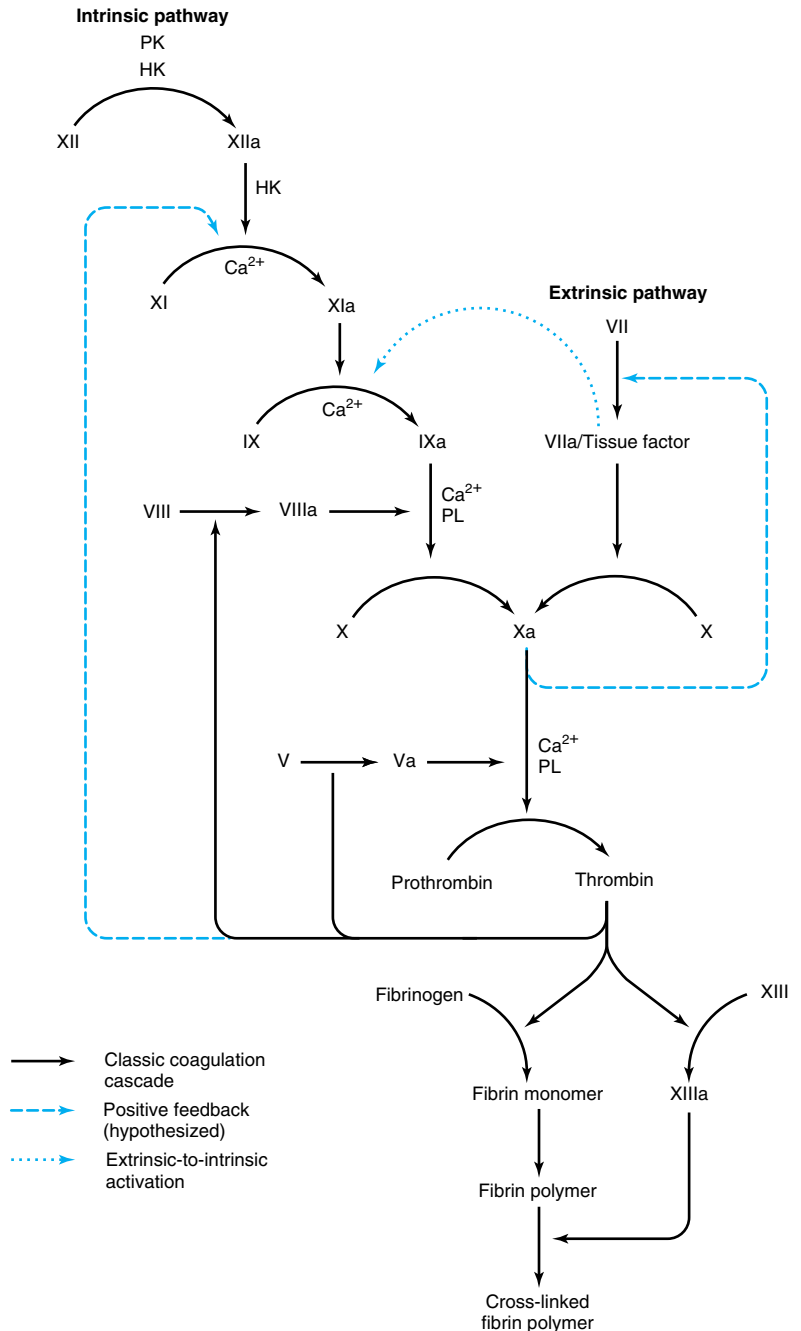 Intrinsic pathway
PK
HK
XII
XIIa
HK
Ca2+
XI
XIa
Extrinsic pathway
VII
Ca2+
IX
IXa
VIIa/Tissue factor
Ca2+
PL
VIII
VIIIa
X
Xa
X
Ca2+
PL
V
Va
Prothrombin
Thrombin
Fibrinogen
XIII
Fibrin monomer
XIIIa
Fibrin polymer
Cross-linked
fibrin polymer
Classic coagulation
cascade
Positive feedback
(hypothesized)
Extrinsic-to-intrinsic
activation